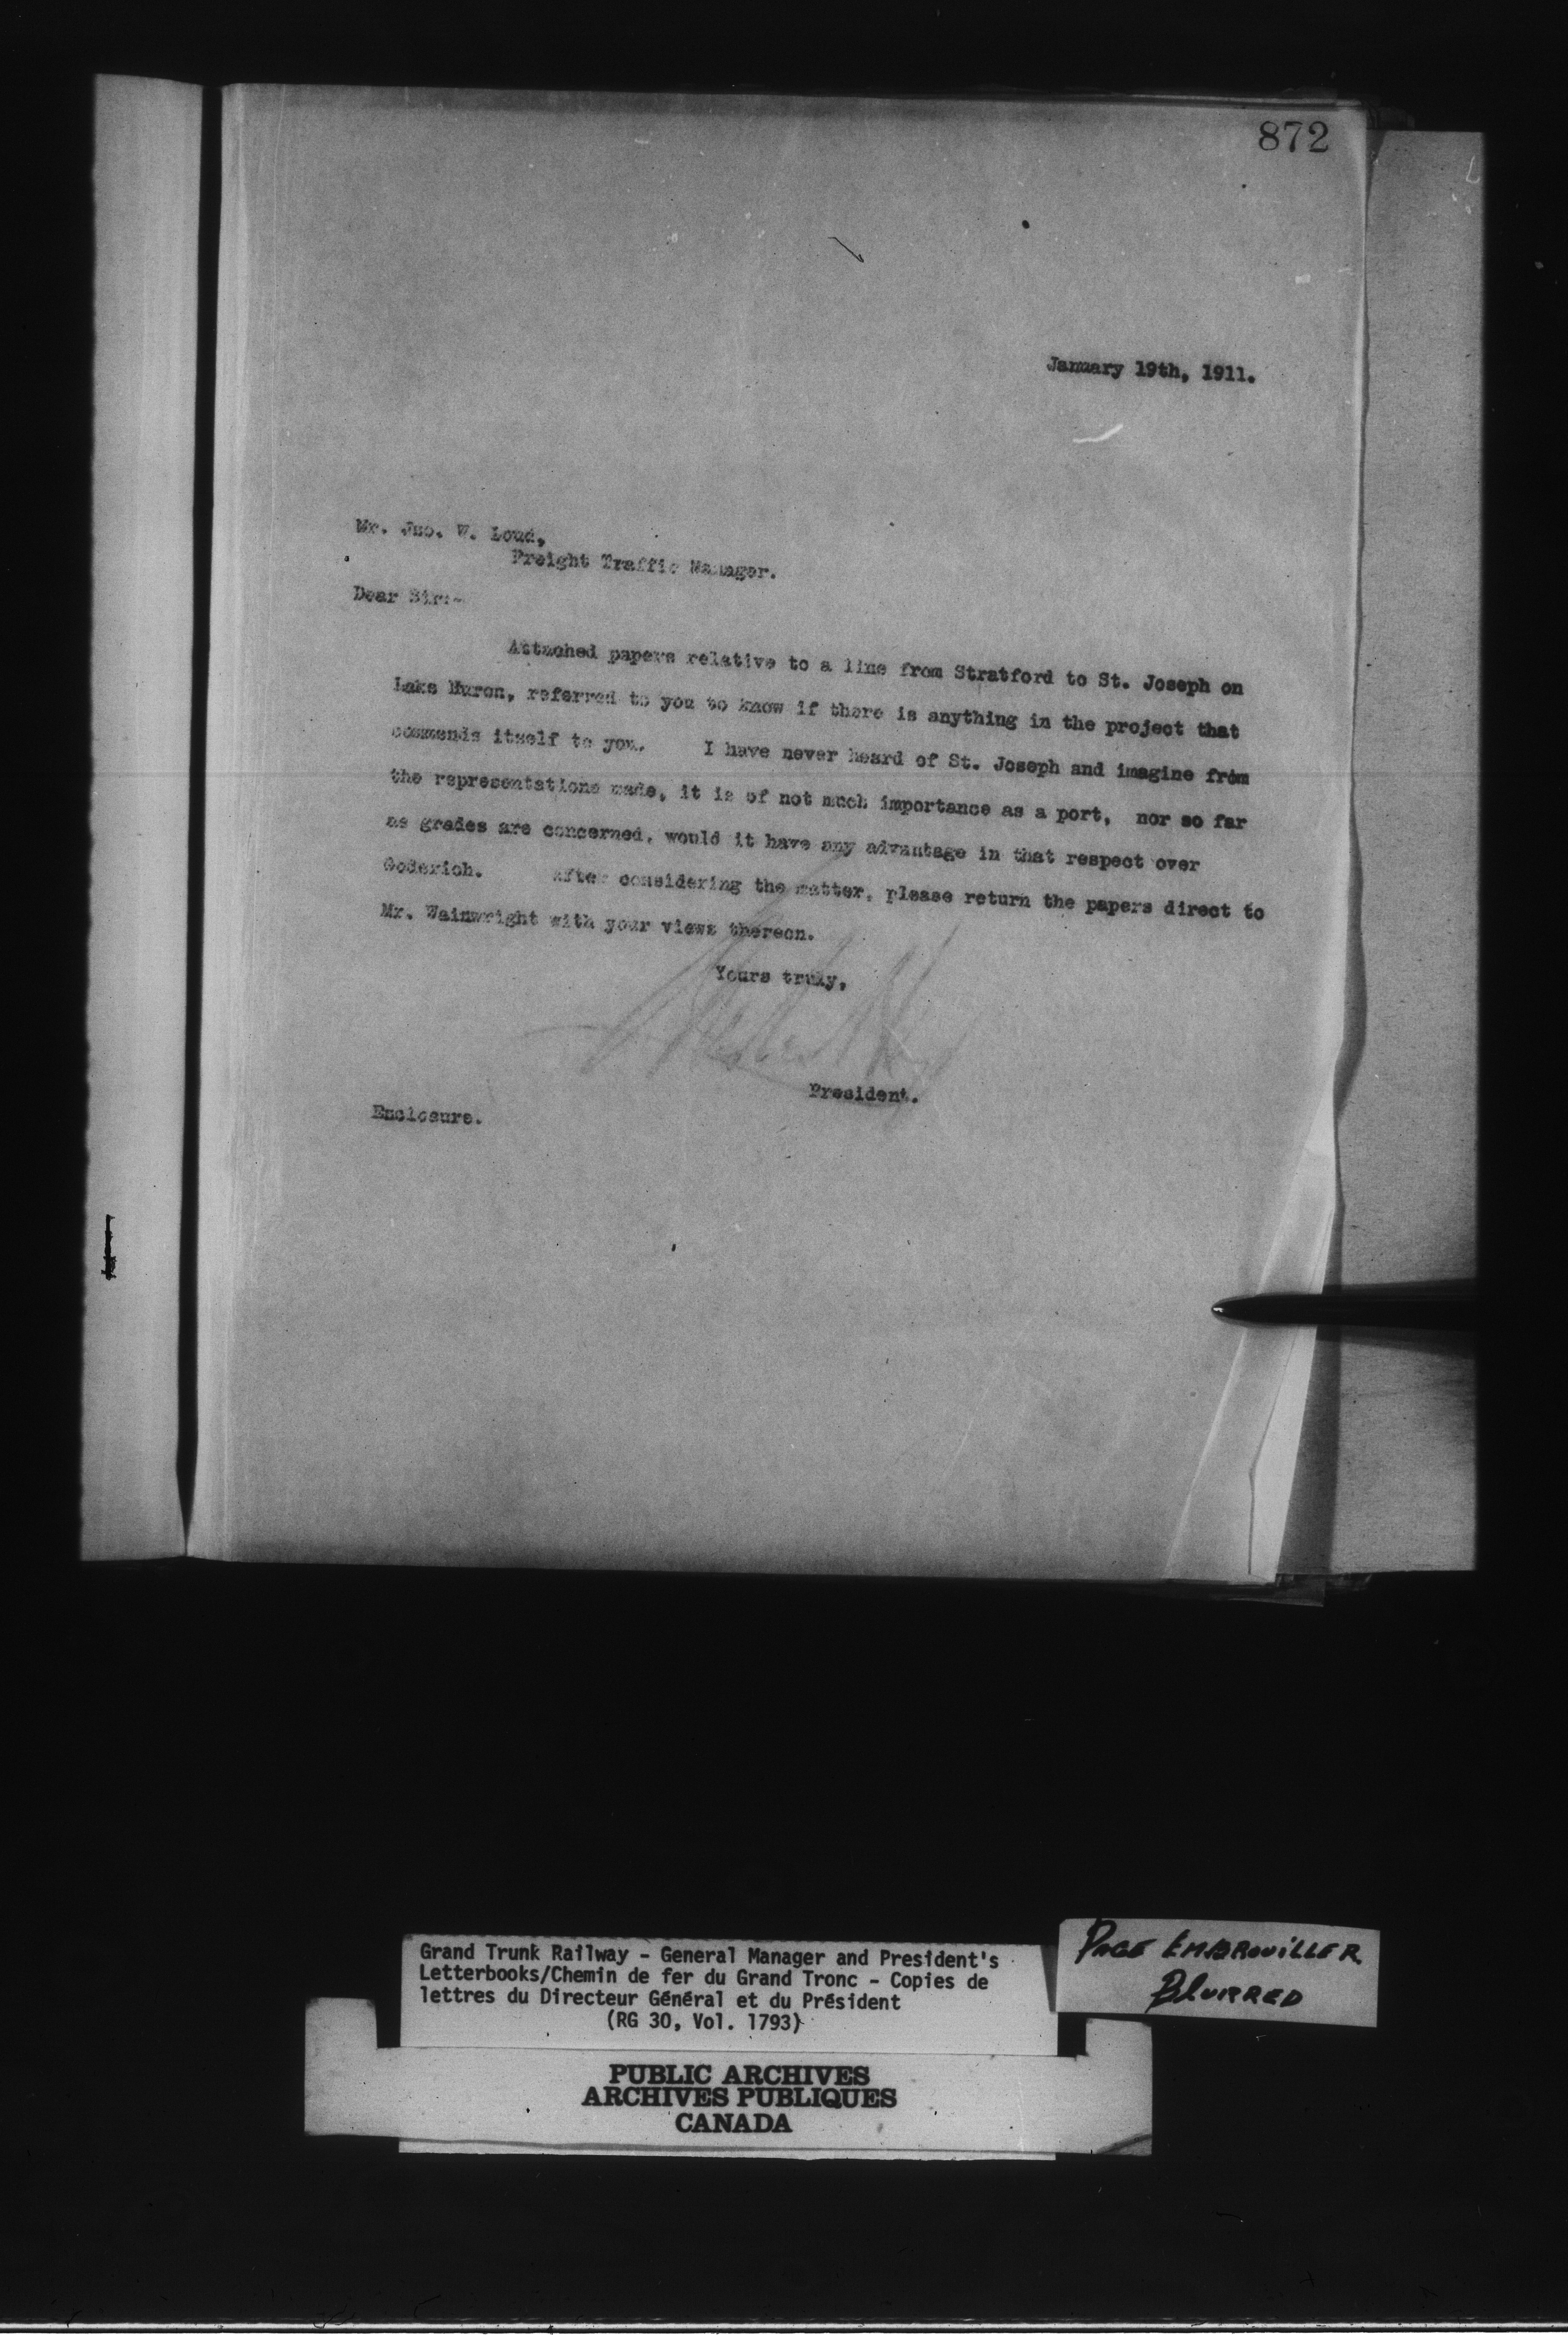 872
January 19th, 1911.
Mr. Jno. W. Loud,
Freight Traffic Manager.
Dear Sir:-
Attached papers relative to a line from Stratford to St. Joseph on
Lake Huron, referred to you to know if there is anything in the project that
commends itself to you. I have never heard of St. Joseph and imagine from
the representations made, it is of not much importance as a port, nor so far
as grades are concerned, would it have any advantage in that respect over
Goderich. After considering the matter, please return the papers direct to
Mr. Wainwright with your views thereon.
Yours truly,
President.
Enclosure.
Grand Trunk Railway - General Manager and President's
Letterbooks/Chemin de fer du Grand Tronc - Copies de
lettres du Directeur Général et du Président
(RG 30, Vol. 1793)
PAGE EMBROUILLER
BLURRED
PUBLIC ARCHIVES
ARCHIVES PUBLIQUES
CANADA